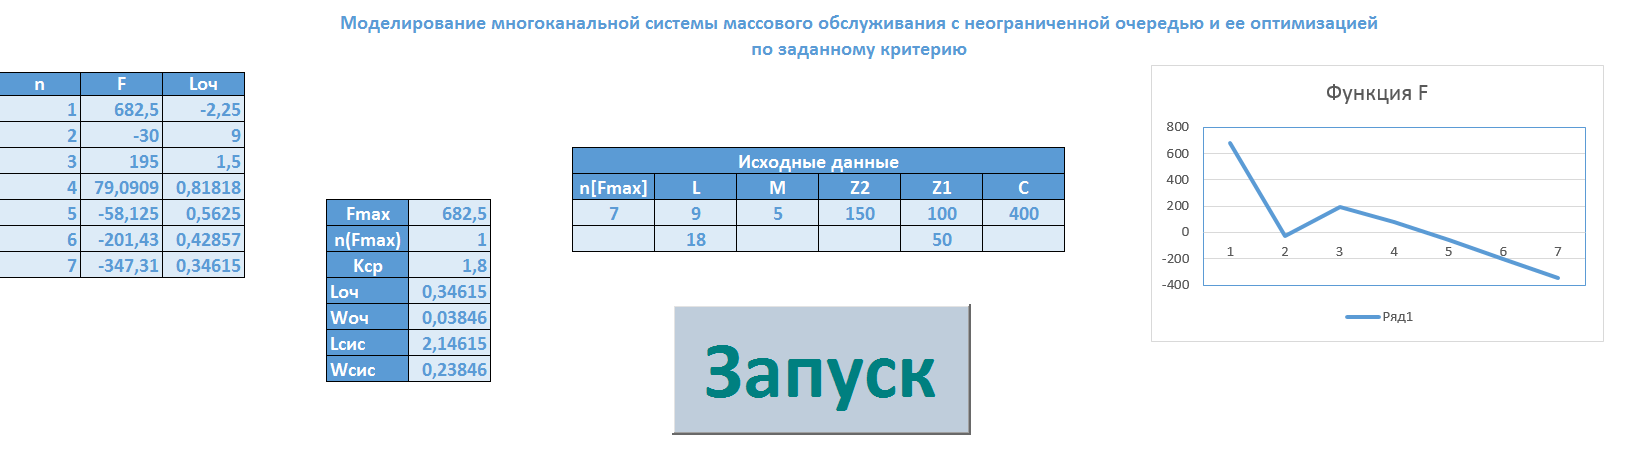 Моделирование многоканальной системы массового обслуживания с неограниченной очередью и ее оптимизацией
по заданному критерию
n F Lоч
1 682,5 -2,25
2 -30 9
3 195 1,5
4 79,0909 0,81818
5 -58,125 0,5625
6 -201,43 0,42857
7 -347,31 0,34615
Fmax 682,5
n(Fmax) 1
Кср 1,8
Lоч 0,34615
Wоч 0,03846
Lсис 2,14615
Wсис 0,23846
Исходные данные
n[Fmax] L M Z2 Z1 C
7 9 5 150 100 400
18 50
Запуск
Функция F
800
600
400
200
0
-200
-400
1 2 3 4 5 6 7
Ряд1